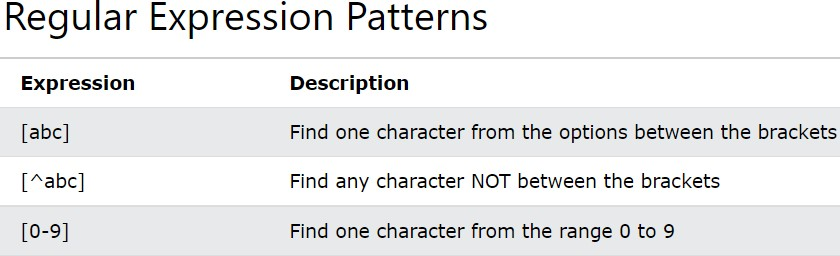 Regular Expression Patterns
Expression Description
[abc] Find one character from the options between the brackets
[^abc] Find any character NOT between the brackets
[0-9] Find one character from the range 0 to 9